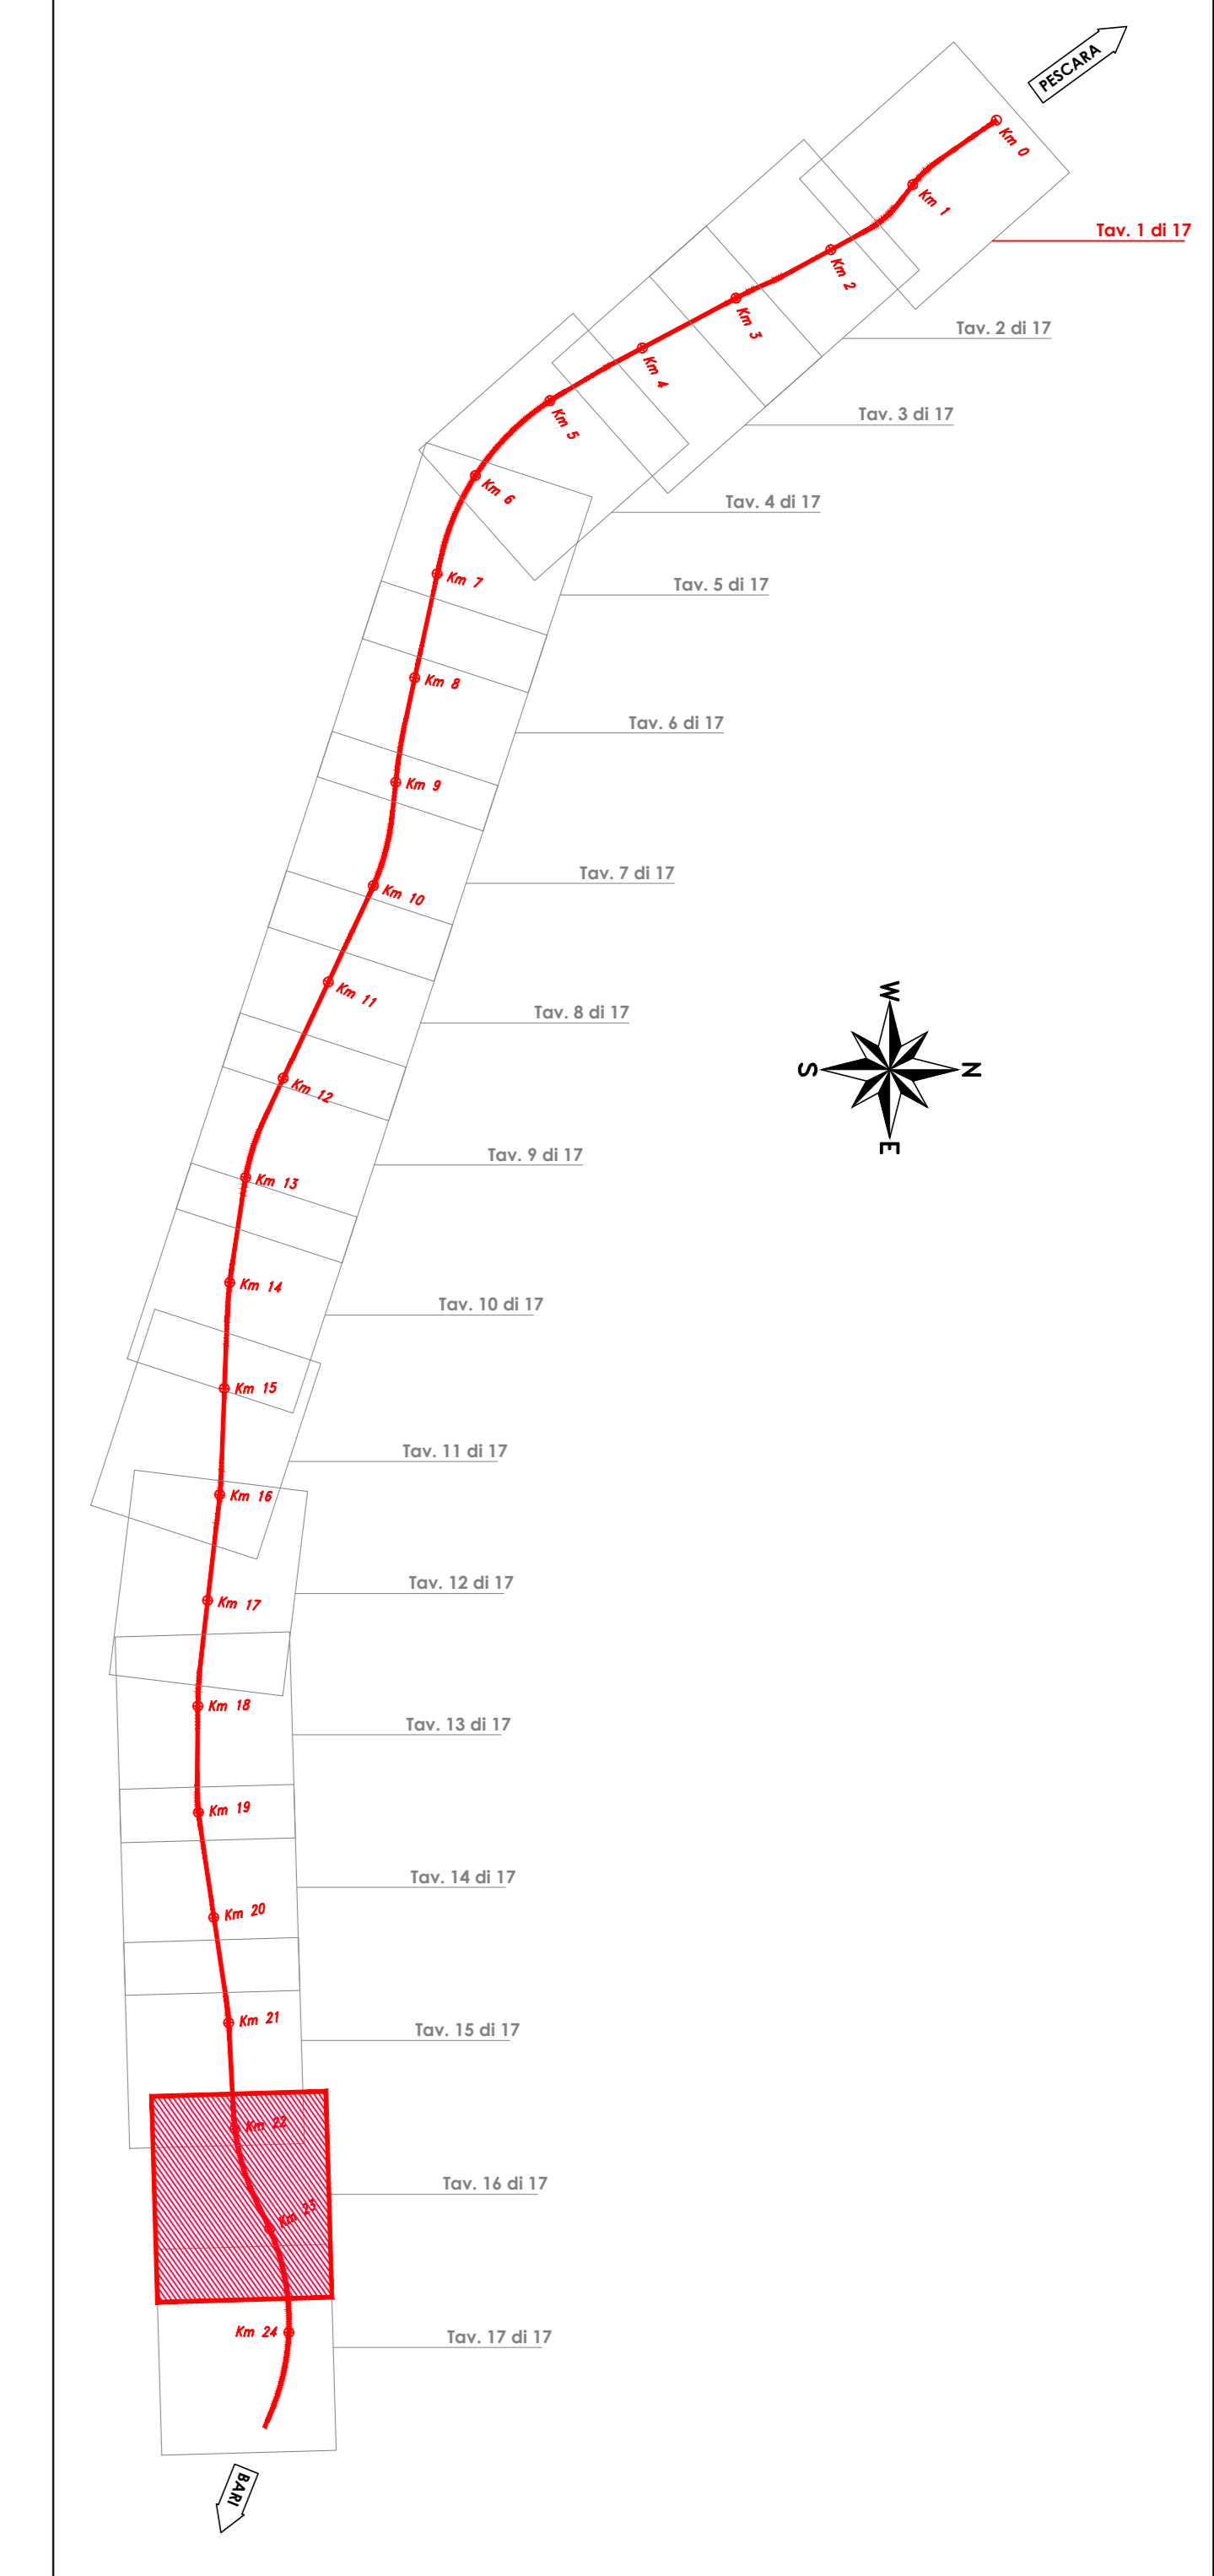 PESCARA
Km 0
Km 1
Tav. 1 di 17
Km 2
Km 3
Tav. 2 di 17
Km 4
Km 5
Tav. 3 di 17
Km 6
Tav. 4 di 17
Km 7
Tav. 5 di 17
Km 8
Tav. 6 di 17
Km 9
Tav. 7 di 17
Km 10
Km 11
W
Tav. 8 di 17
S
N
Km 12
E
Tav. 9 di 17
Km 13
Km 14
Tav. 10 di 17
Km 15
Tav. 11 di 17
Km 16
Tav. 12 di 17
Km 17
Km 18
Tav. 13 di 17
Km 19
Tav. 14 di 17
Km 20
Km 21
Tav. 15 di 17
Km 22
Tav. 16 di 17
Km 23
Km 24
Tav. 17 di 17
BARI